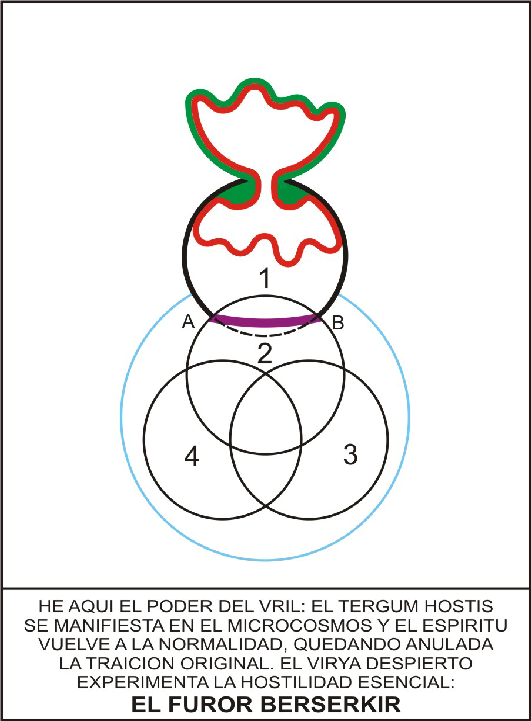 1
A
B
2
4
3
HE AQUI EL PODER DEL VRIL: EL TERGUM HOSTIS
SE MANIFIESTA EN EL MICROCOSMOS Y EL ESPIRITU
VUELVE A LA NORMALIDAD, QUEDANDO ANULADA
LA TRAICION ORIGINAL. EL VIRYA DESPIERTO
EXPERIMENTA LA HOSTILIDAD ESENCIAL:
EL FUROR BERSERKIR